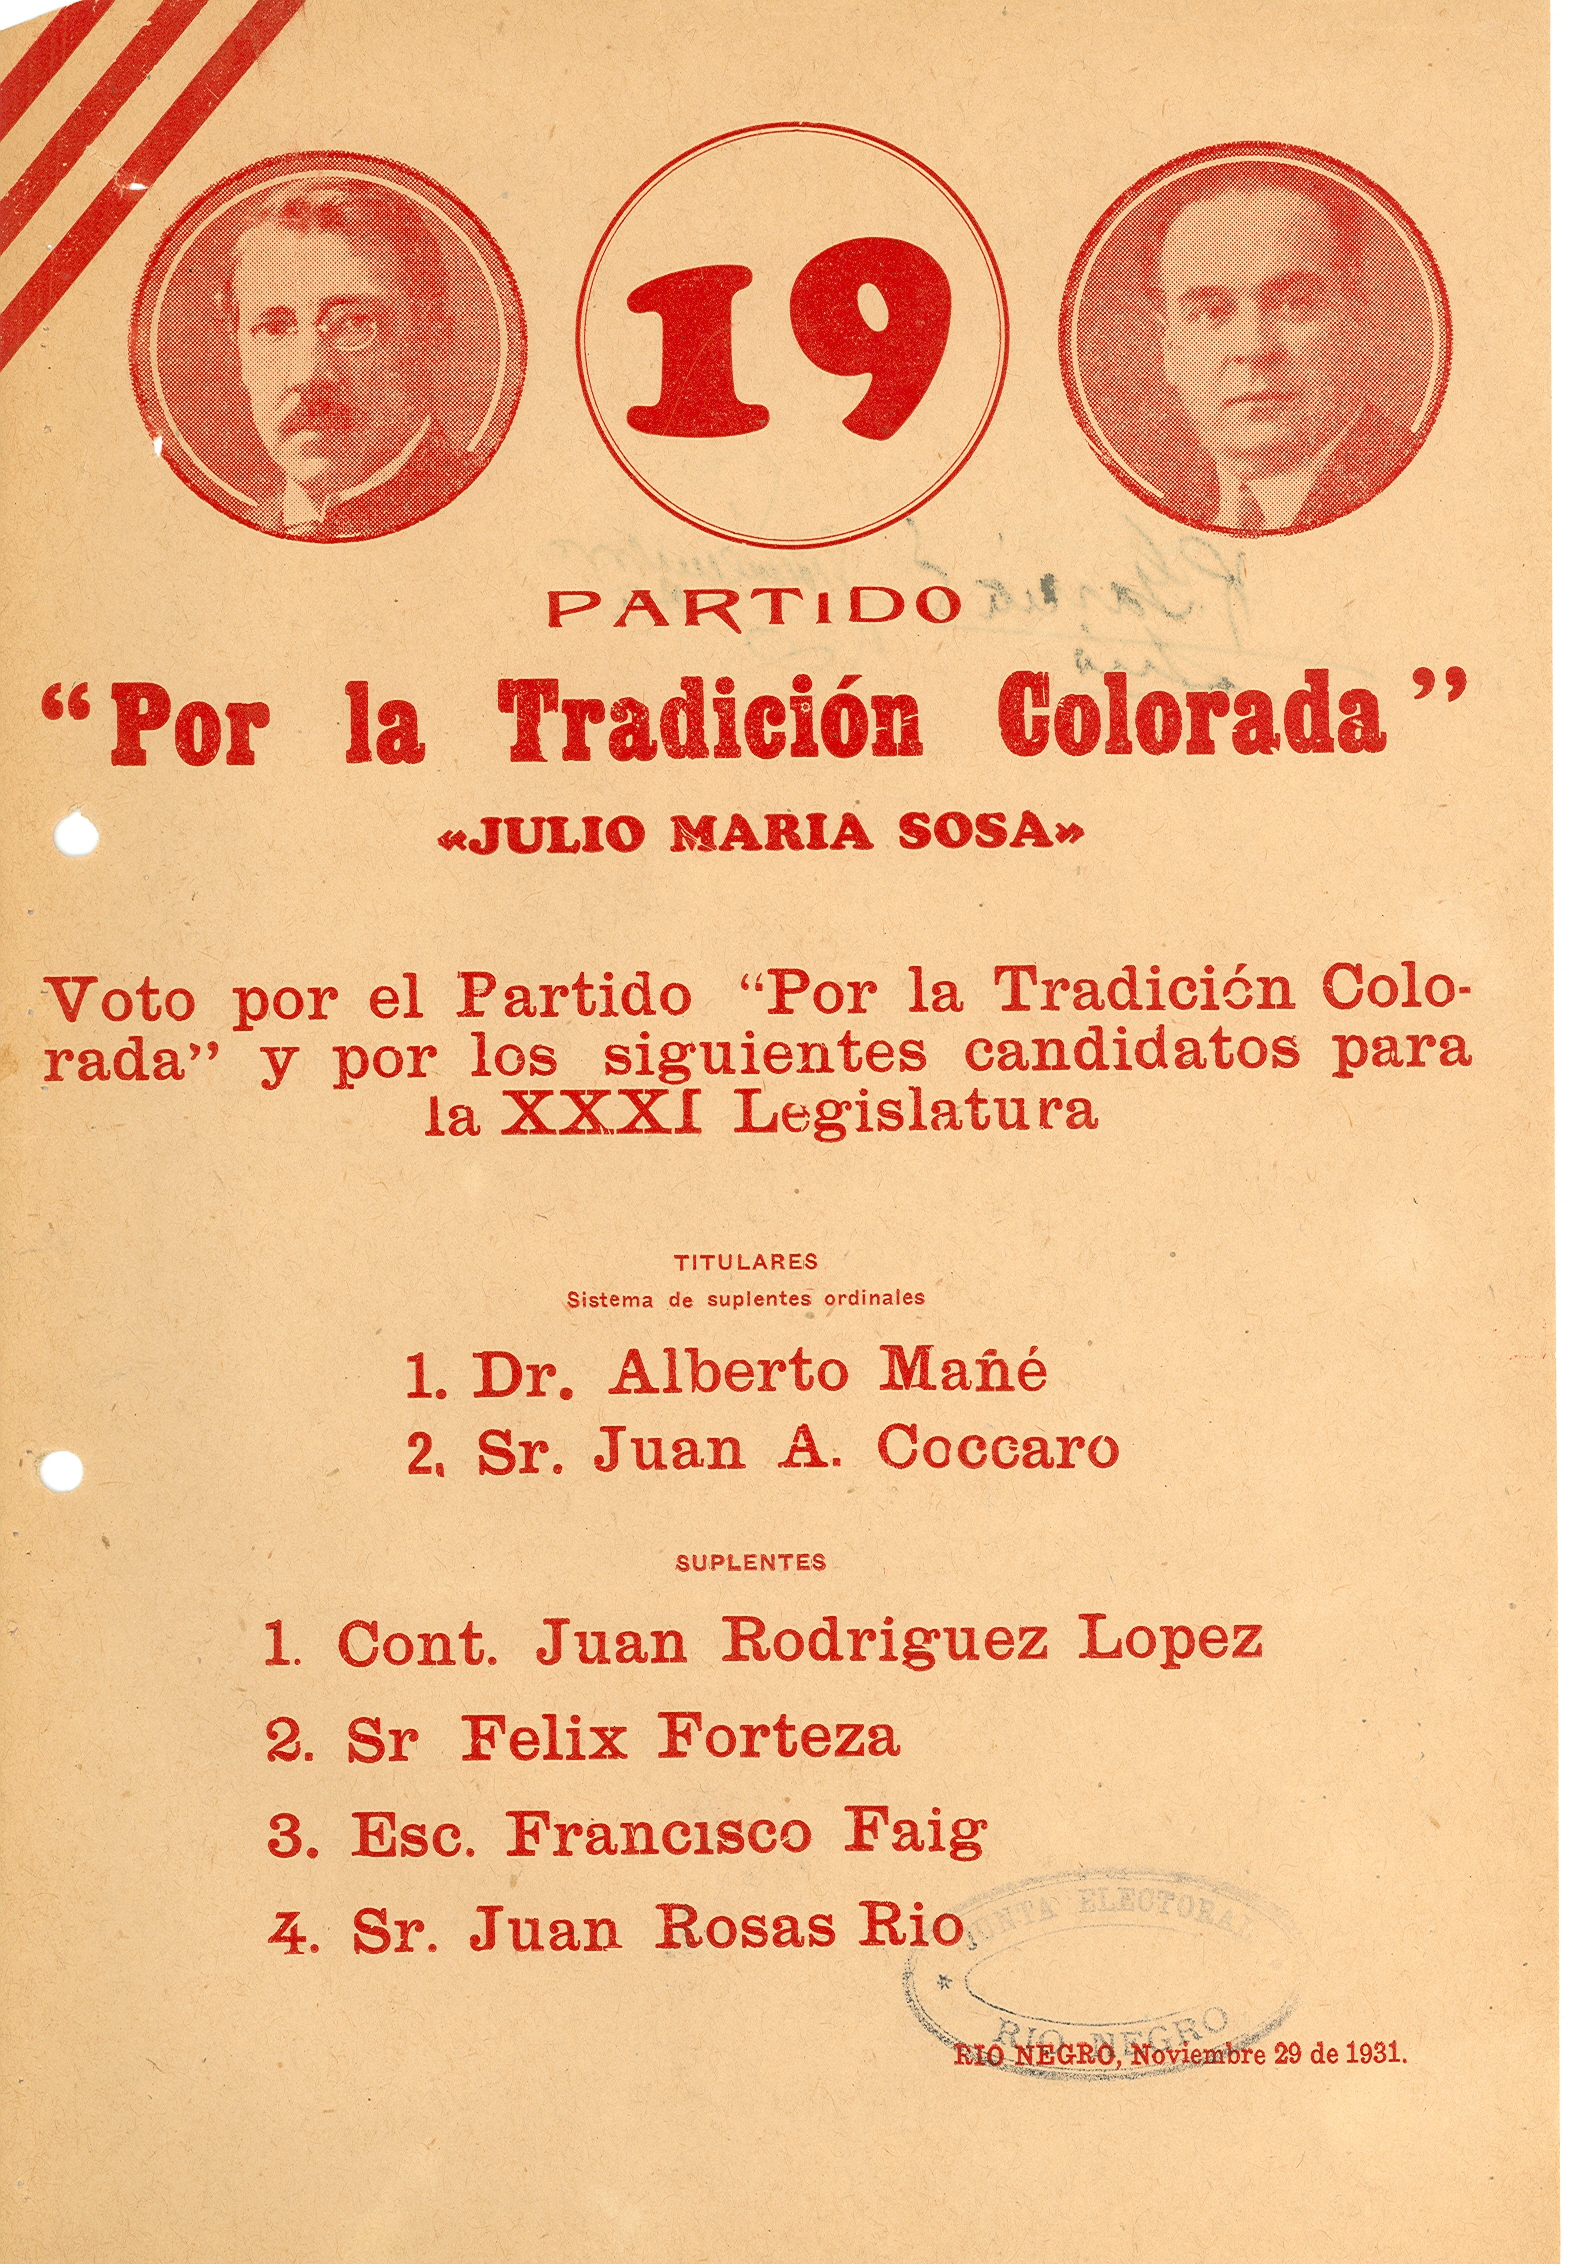 19
PARTIDO
“Por la Tradición Colorada”
«JULIO MARIA SOSA»
Voto por el Partido “Por la Tradición Colo-
rada” y por los siguientes candidatos para
la XXXI Legislatura
TITULARES
Sistema de suplentes ordinales
1. Dr. Alberto Mañé
2. Sr. Juan A. Coccaro
SUPLENTES
1. Cont. Juan Rodriguez Lopez
2. Sr Felix Forteza
3. Esc. Francisco Faig
4. Sr. Juan Rosas Rio
JUNTA ELECTORAL
RIO NEGRO
RIO NEGRO, Noviembre 29 de 1931.